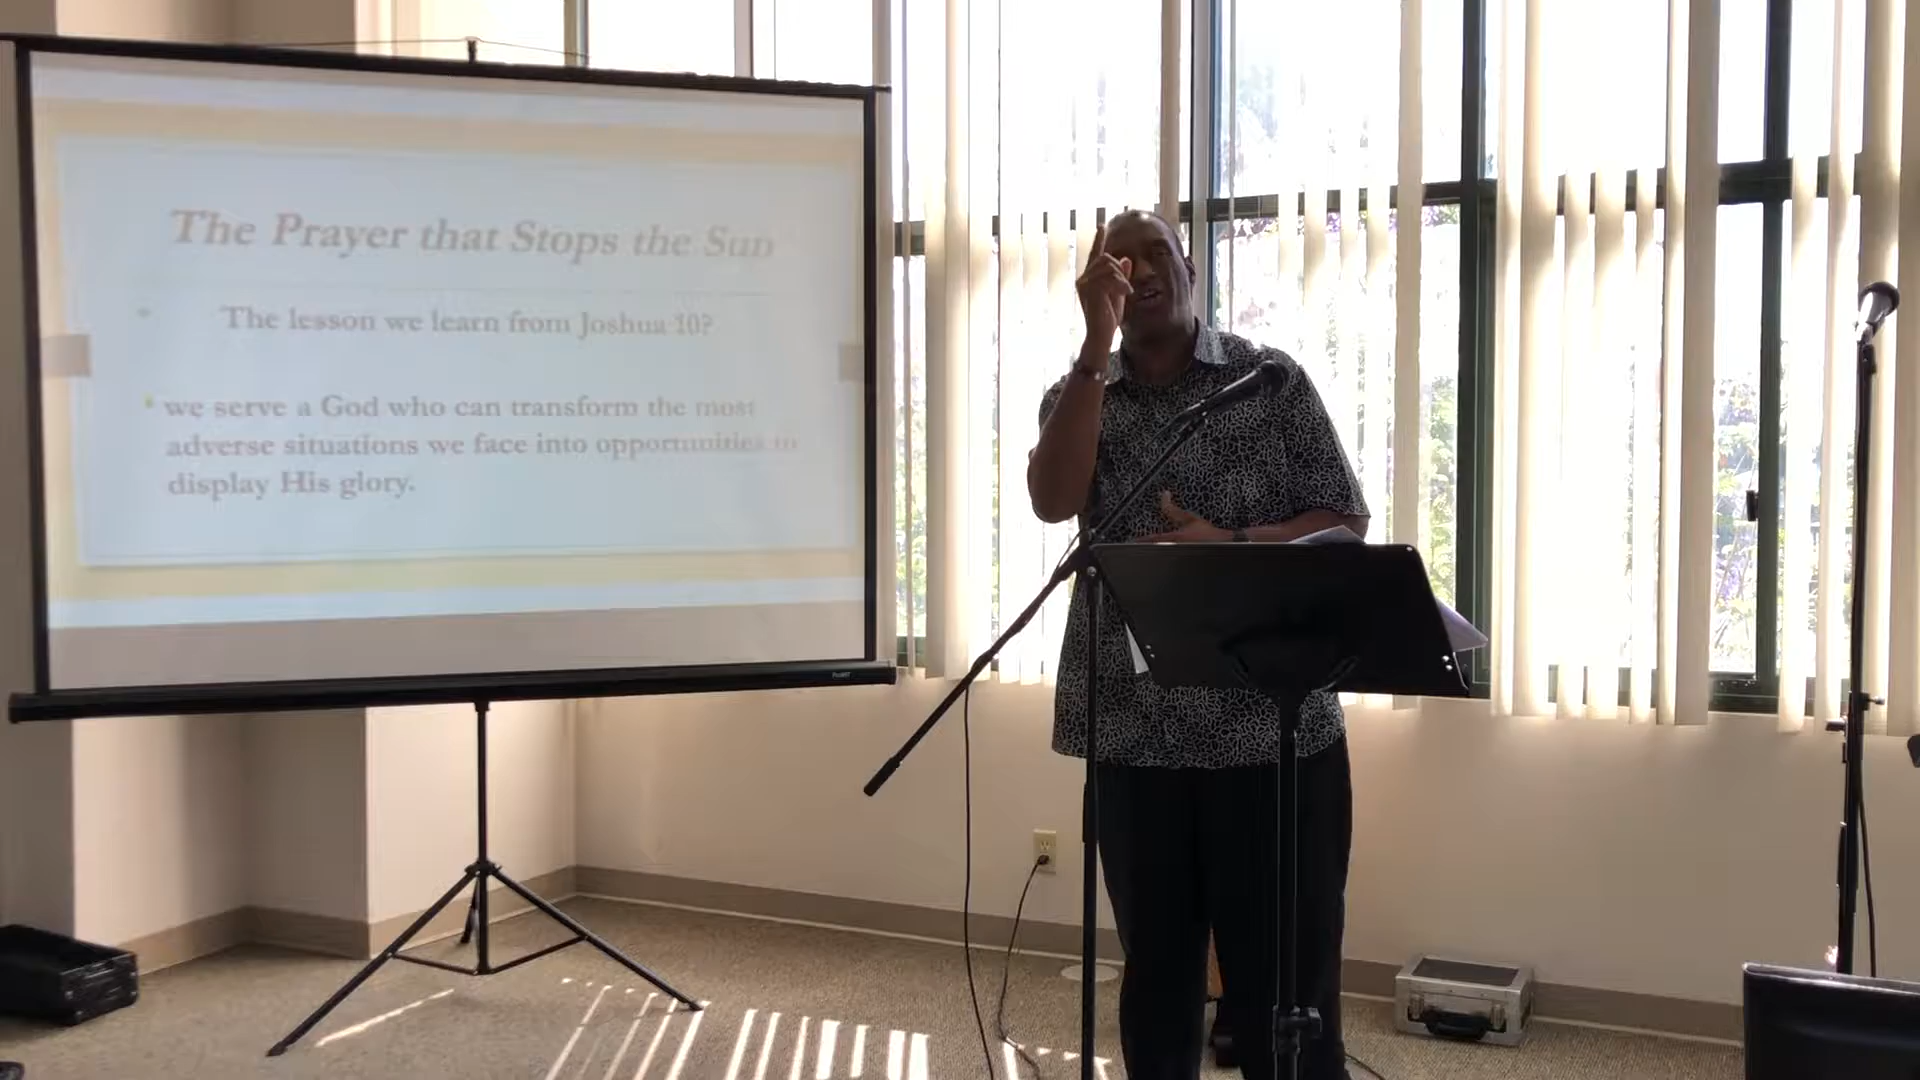 The Prayer that Stops the Sun
The lesson we learn from Joshua 10?
we serve a God who can transform the most
adverse situations we face into opportunities to
display His glory.